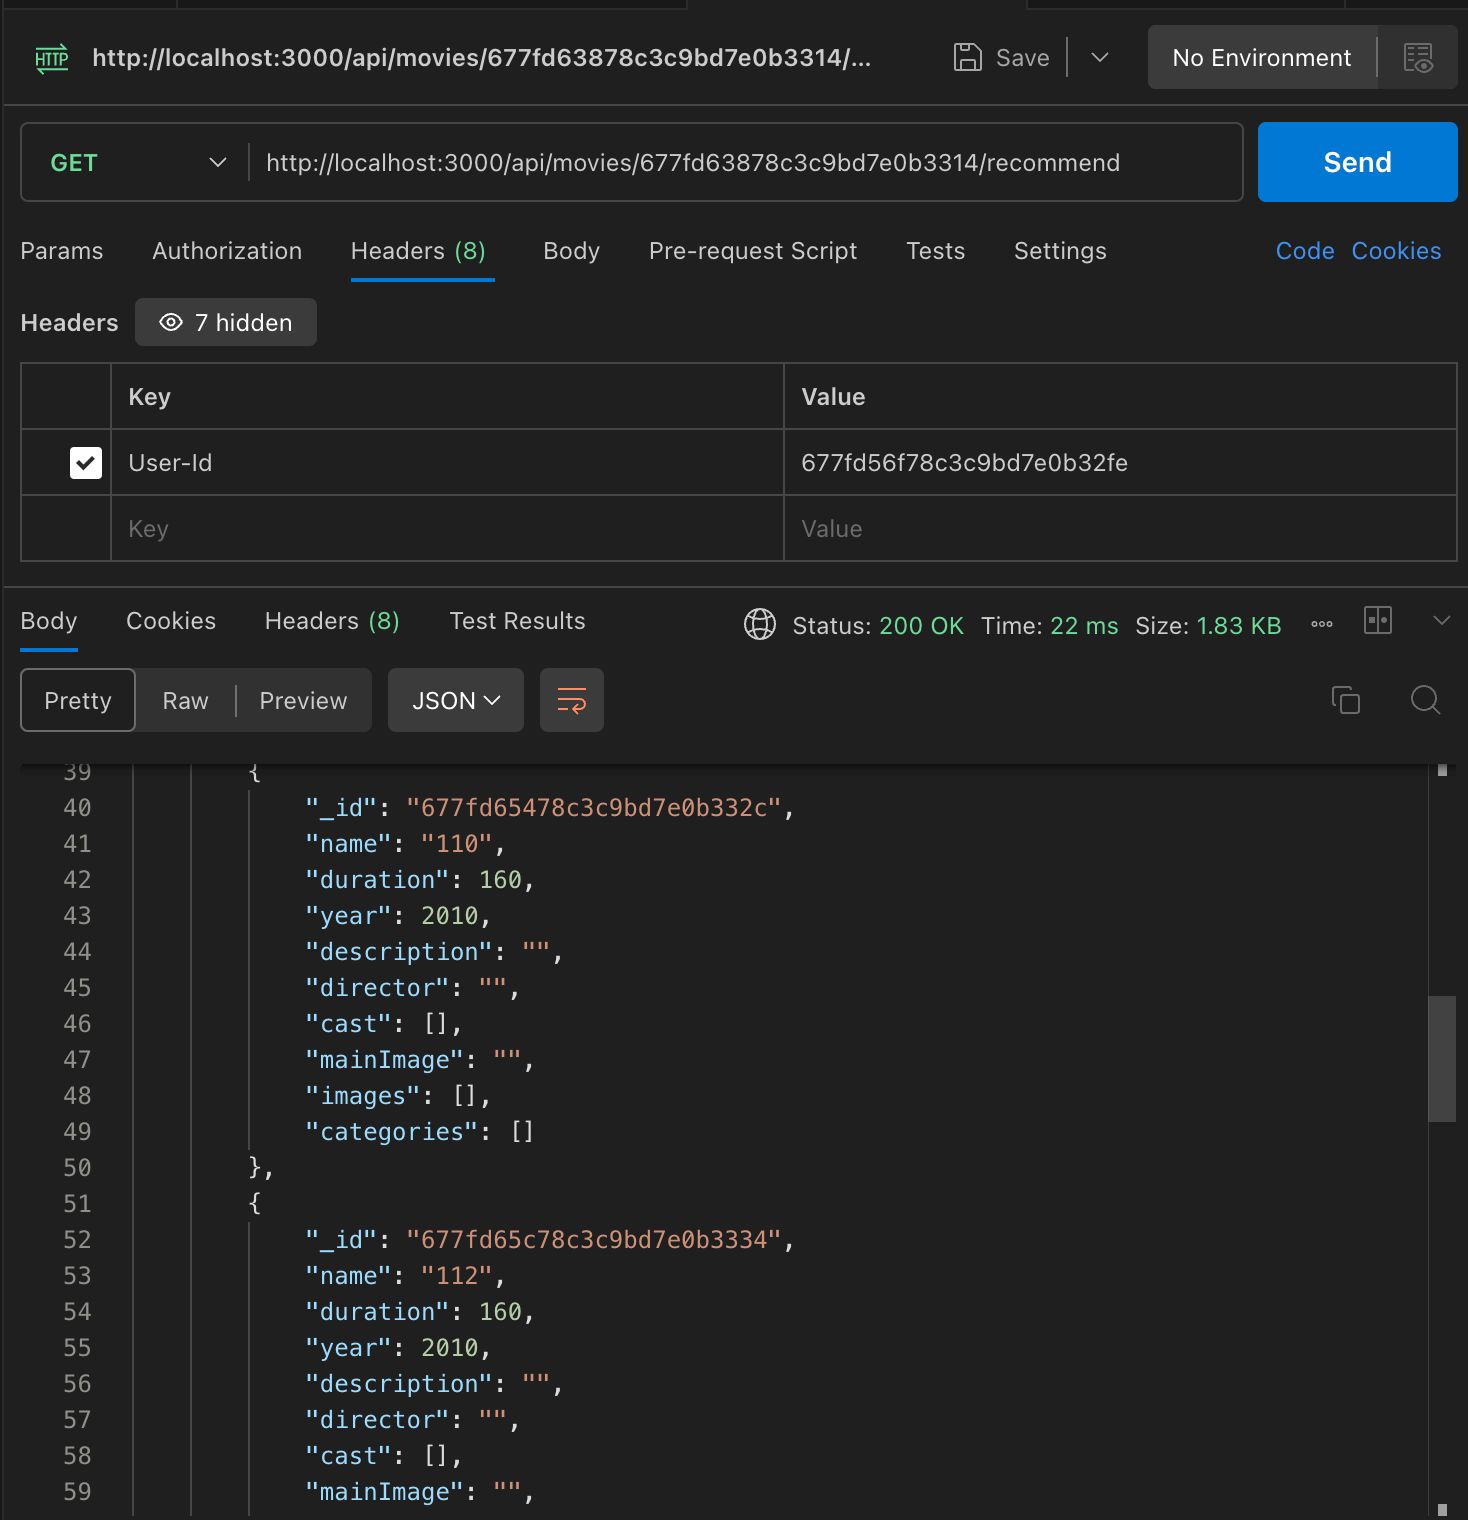 HTTP http://localhost:3000/api/movies/677fd63878c3c9bd7e0b3314/... Save No Environment
GET http://localhost:3000/api/movies/677fd63878c3c9bd7e0b3314/recommend Send
Params Authorization Headers (8) Body Pre-request Script Tests Settings Code Cookies
Headers 7 hidden
Key Value
User-Id 677fd56f78c3c9bd7e0b32fe
Key Value
Body Cookies Headers (8) Test Results Status: 200 OK Time: 22 ms Size: 1.83 KB
Pretty Raw Preview JSON
39 {
40 "_id": "677fd65478c3c9bd7e0b332c",
41 "name": "110",
42 "duration": 160,
43 "year": 2010,
44 "description": "",
45 "director": "",
46 "cast": [],
47 "mainImage": "",
48 "images": [],
49 "categories": []
50 },
51 {
52 "_id": "677fd65c78c3c9bd7e0b3334",
53 "name": "112",
54 "duration": 160,
55 "year": 2010,
56 "description": "",
57 "director": "",
58 "cast": [],
59 "mainImage": "",